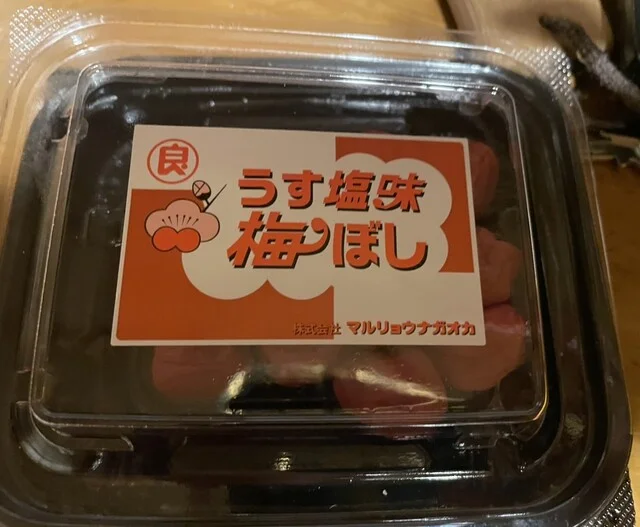 良
うす塩味
梅ぼし
株式会社 マルリョウナガオカ